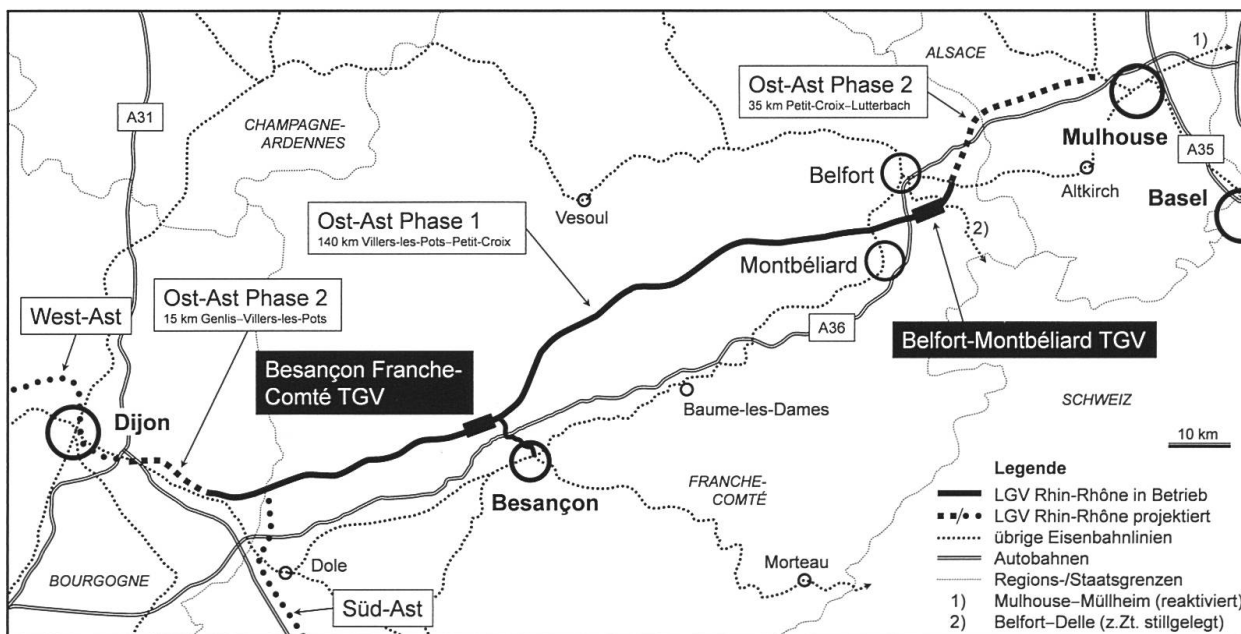 ALSACE
1)
A31
Ost-Ast Phase 2
35 km Petit-Croix–Lutterbach
CHAMPAGNE-
ARDENNES
Mulhouse
A35
Belfort
Altkirch
Vesoul
Basel
Ost-Ast Phase 1
140 km Villers-les-Pots–Petit-Croix
2)
Montbéliard
Ost-Ast Phase 2
15 km Genlis–Villers-les-Pots
West-Ast
A36
Belfort-Montbéliard TGV
Besançon Franche-
Comté TGV
Baume-les-Dames
SCHWEIZ
Dijon
10 km
Besançon
FRANCHE-
COMTÉ
Legende
LGV Rhin-Rhône in Betrieb
LGV Rhin-Rhône projektiert
übrige Eisenbahnlinien
Autobahnen
Regions-/Staatsgrenzen
1) Mulhouse–Müllheim (reaktiviert)
2) Belfort–Delle (z.Zt. stillgelegt)
Dole
Morteau
BOURGOGNE
Süd-Ast